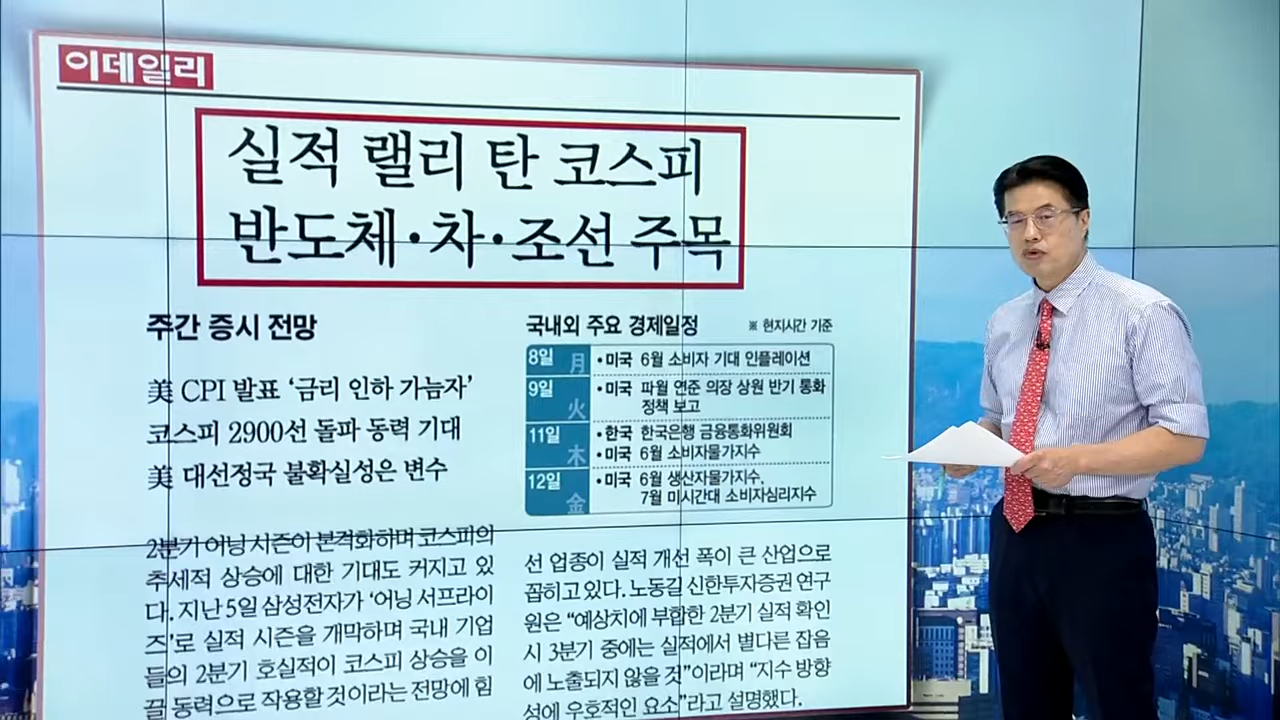 이데일리
실적 랠리 탄 코스피
반도체·차·조선 주목
주간 증시 전망
美 CPI 발표 ‘금리 인하 가늠자’
코스피 2900선 돌파 동력 기대
美 대선정국 불확실성은 변수
국내외 주요 경제일정 ※ 현지시간 기준
8일 月 •미국 6월 소비자 기대 인플레이션
9일 火 •미국 파월 연준 의장 상원 반기 통화
정책 보고
11일 木 •한국 한국은행 금융통화위원회
•미국 6월 소비자물가지수
12일 金 •미국 6월 생산자물가지수,
7월 미시간대 소비자심리지수
2분기 어닝 시즌이 본격화하며 코스피의
추세적 상승에 대한 기대도 커지고 있
다. 지난 5일 삼성전자가 ‘어닝 서프라이
즈’로 실적 시즌을 개막하며 국내 기업
들의 2분기 호실적이 코스피 상승을 이
끌 동력으로 작용할 것이라는 전망에 힘
선 업종이 실적 개선 폭이 큰 산업으로
꼽히고 있다. 노동길 신한투자증권 연구
원은 “예상치에 부합한 2분기 실적 확인
시 3분기 중에는 실적에서 별다른 잡음
에 노출되지 않을 것”이라며 “지수 방향
성에 우호적인 요소”라고 설명했다.